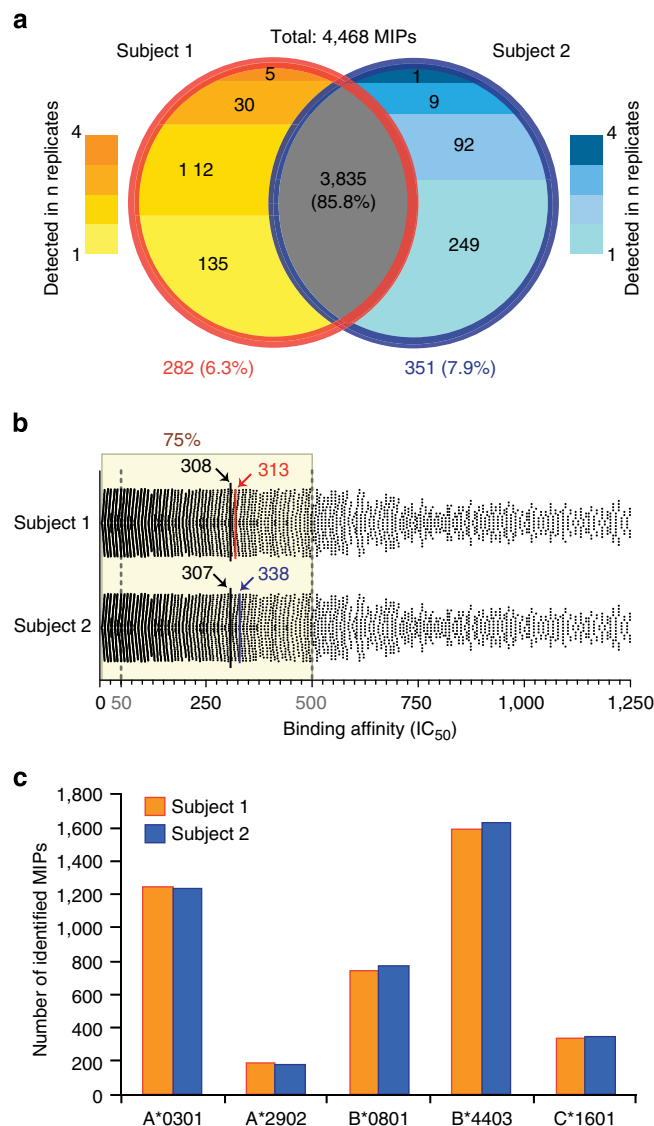 a
Total: 4,468 MIPs
Subject 1
Subject 2
5
30
1 12
135
3,835
(85.8%)
1
9
92
249
4
1
Detected in n replicates
4
1
Detected in n replicates
282 (6.3%)
351 (7.9%)
b
75%
308
313
Subject 1
307
338
Subject 2
0 50 250 500 750 1,000 1,250
Binding affinity (IC50)
c
1,800
1,600
1,400
1,200
1,000
800
600
400
200
0
Number of identified MIPs
Subject 1
Subject 2
A*0301 A*2902 B*0801 B*4403 C*1601